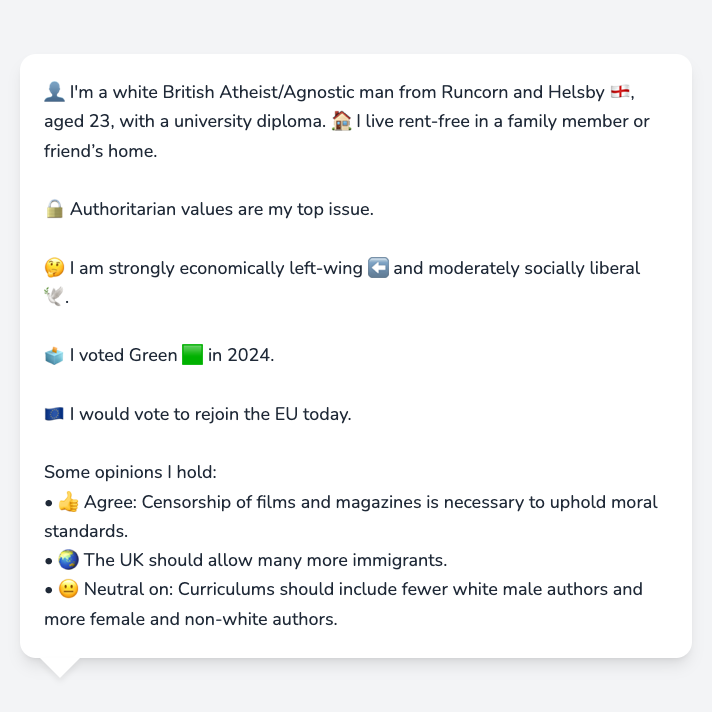 👤 I'm a white British Atheist/Agnostic man from Runcorn and Helsby 🏴󠁧󠁢󠁥󠁮󠁧󠁿,
aged 23, with a university diploma. 🏠 I live rent-free in a family member or
friend’s home.
🔒 Authoritarian values are my top issue.
🤔 I am strongly economically left-wing ⬅️ and moderately socially liberal
🕊️.
🗳️ I voted Green 🟩 in 2024.
🇪🇺 I would vote to rejoin the EU today.
Some opinions I hold:
• 👍 Agree: Censorship of films and magazines is necessary to uphold moral
standards.
• 🌏 The UK should allow many more immigrants.
• 😐 Neutral on: Curriculums should include fewer white male authors and
more female and non-white authors.